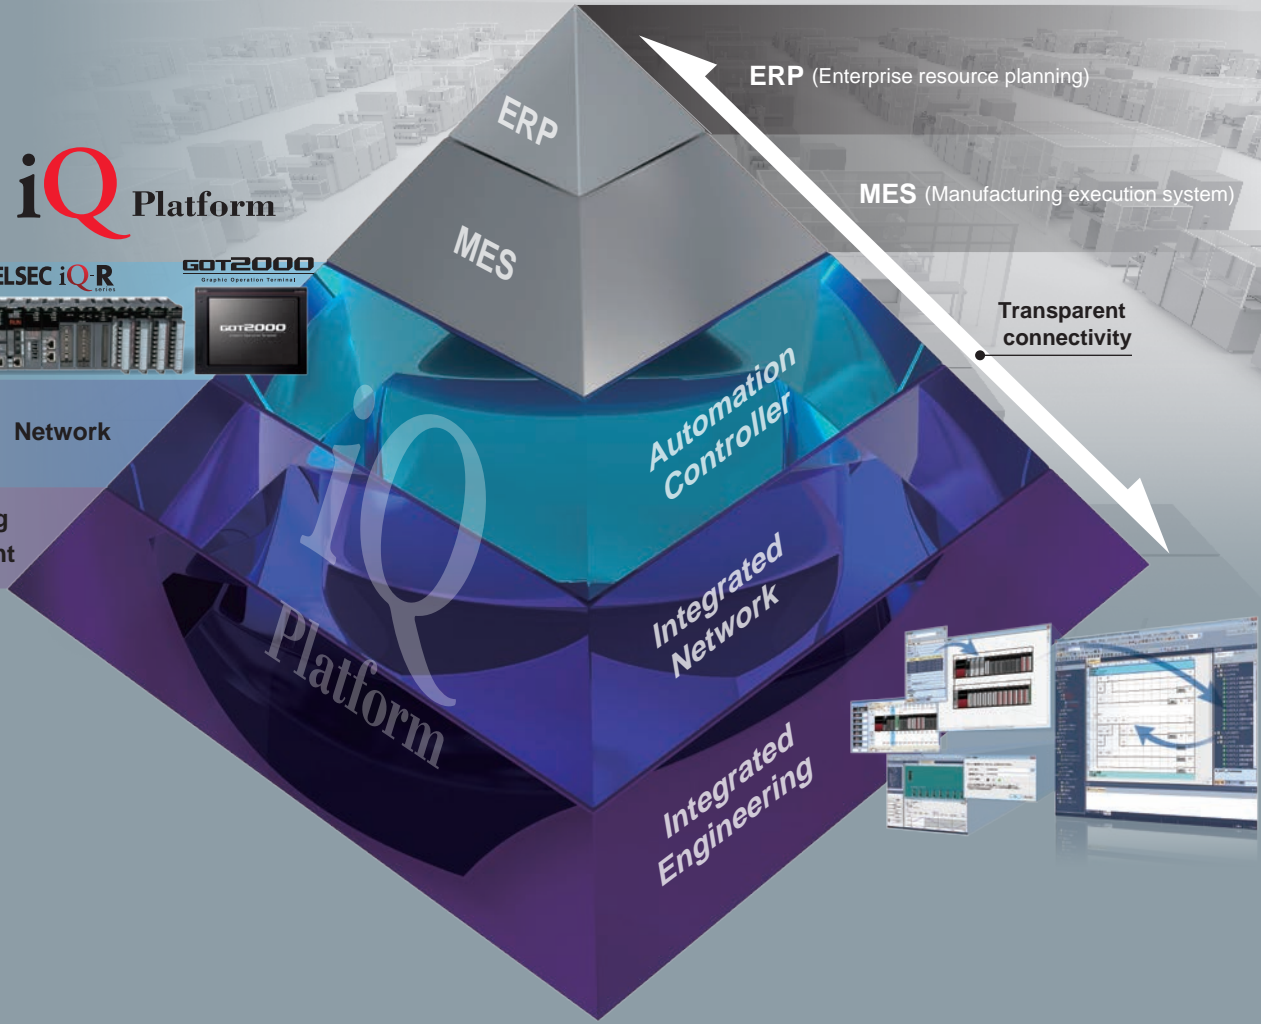 ERP (Enterprise resource planning)
ERP
iQ Platform
MES (Manufacturing execution system)
MES
ELSEC iQ-R
series
GOT2000
Graphic Operation Terminal
GOT2000
Transparent
connectivity
Automation
Controller
Network
iQ
Platform
Integrated
Network
Integrated
Engineering